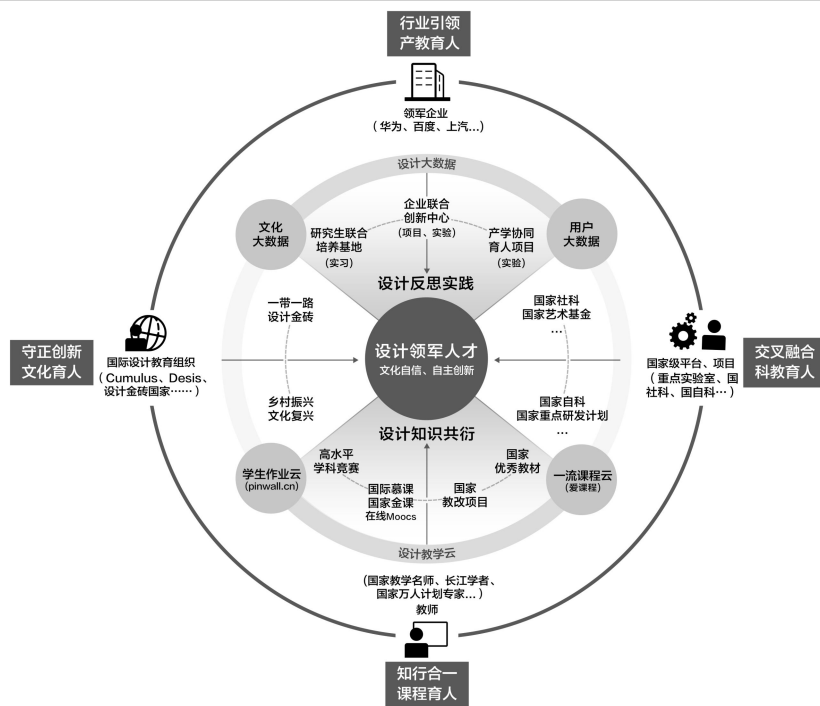 行业引领
产教育人
领军企业
（华为、百度、上汽...）
设计大数据
文化
大数据
用户
大数据
企业联合
创新中心
（项目、实验）
研究生联合
培养基地
（实习）
产学协同
育人项目
（实验）
设计反思实践
一带一路
设计金砖
国家社科
国家艺术基金
...
守正创新
文化育人
国际设计教育组织
（Cumulus、Desis、
设计金砖国家……）
设计领军人才
文化自信、自主创新
国家级平台、项目
（重点实验室、国
社科、国自科…）
交叉融合
科教育人
乡村振兴
文化复兴
国家自科
国家重点研发计划
...
设计知识共衍
高水平
学科竞赛
国际慕课
国家金课
在线Moocs
国家
教改项目
国家
优秀教材
学生作业云
(pinwall.cn)
一流课程云
(爱课程)
设计教学云
(国家教学名师、长江学者、
国家万人计划专家...)
教师
知行合一
课程育人